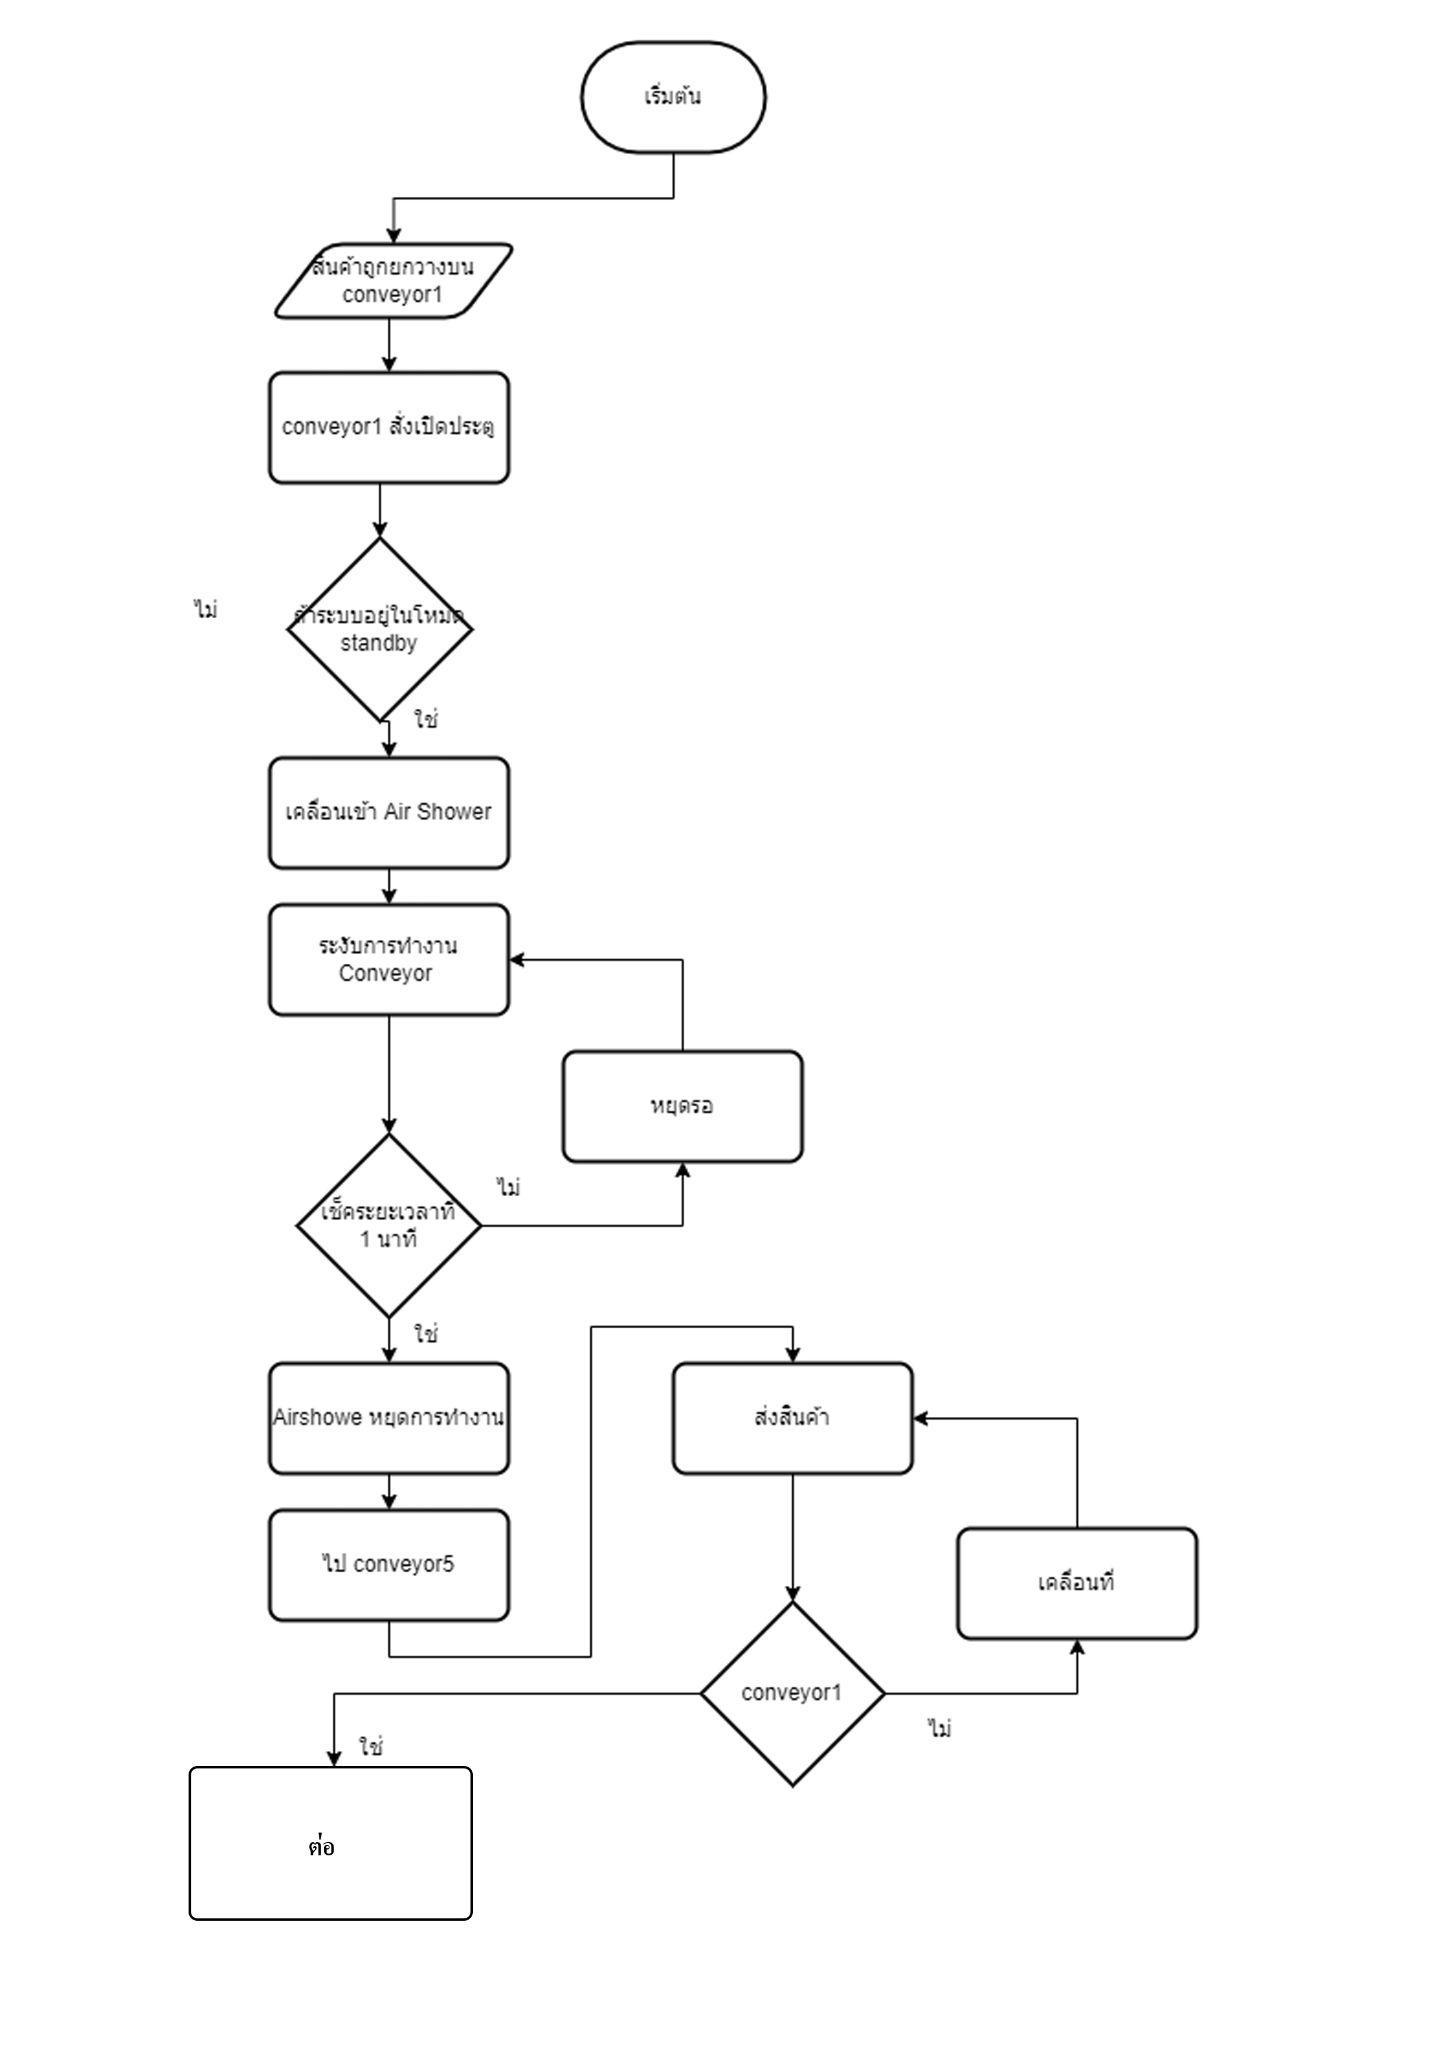 เริ่มต้น
สินค้าถูกยกวางบน
conveyor1
conveyor1 สั่งเปิดประตู
ไม่
ถ้าระบบอยู่ในโหมด
standby
ใช่
เคลื่อนเข้า Air Shower
ระงับการทำงาน
Conveyor
หยุดรอ
ไม่
เช็คระยะเวลาที่
1 นาที
ใช่
Airshowe หยุดการทำงาน
ส่งสินค้า
ไป conveyor5
เคลื่อนที่
conveyor1
ไม่
ใช่
ต่อ